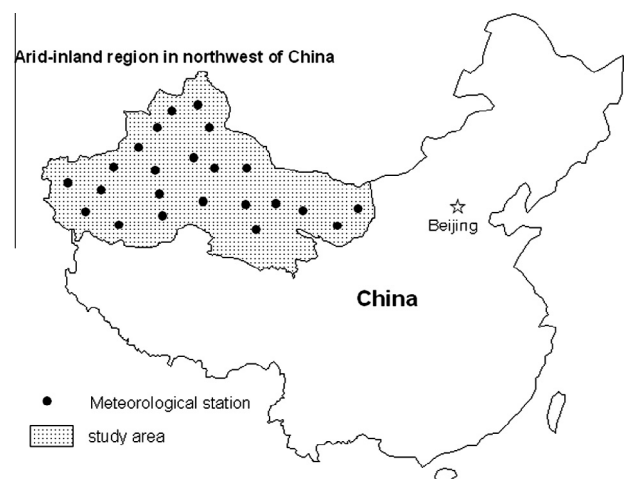 Arid-inland region in northwest of China
Beijing
China
Meteorological station
study area